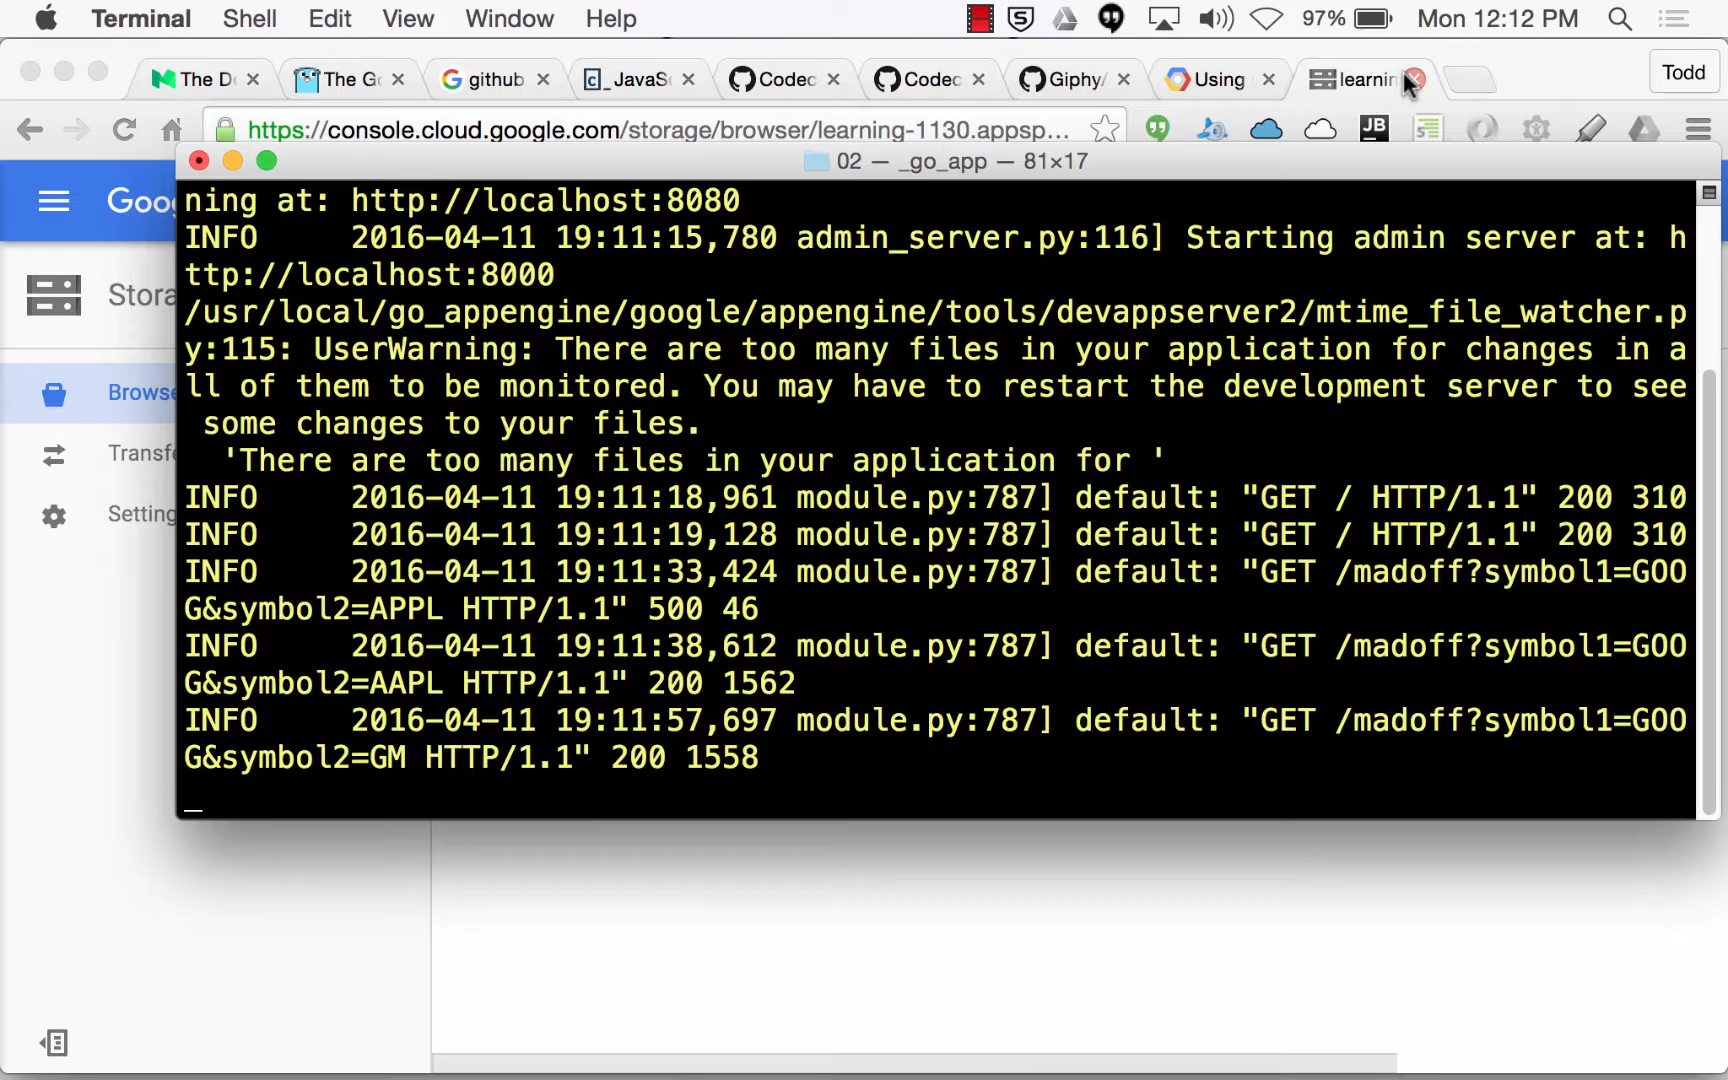 Terminal Shell Edit View Window Help 97% Mon 12:12 PM
The D The G github JavaSc Codec Codec Giphy/ Using learnin Todd
https://console.cloud.google.com/storage/browser/learning-1130.appsp... JB
02 — _go_app — 81×17
Goo
Stora
Browse
Transfe
Setting
ning at: http://localhost:8080
INFO     2016-04-11 19:11:15,780 admin_server.py:116] Starting admin server at: h
ttp://localhost:8000
/usr/local/go_appengine/google/appengine/tools/devappserver2/mtime_file_watcher.p
y:115: UserWarning: There are too many files in your application for changes in a
ll of them to be monitored. You may have to restart the development server to see
 some changes to your files.
  'There are too many files in your application for '
INFO     2016-04-11 19:11:18,961 module.py:787] default: "GET / HTTP/1.1" 200 310
INFO     2016-04-11 19:11:19,128 module.py:787] default: "GET / HTTP/1.1" 200 310
INFO     2016-04-11 19:11:33,424 module.py:787] default: "GET /madoff?symbol1=GOO
G&symbol2=APPL HTTP/1.1" 500 46
INFO     2016-04-11 19:11:38,612 module.py:787] default: "GET /madoff?symbol1=GOO
G&symbol2=AAPL HTTP/1.1" 200 1562
INFO     2016-04-11 19:11:57,697 module.py:787] default: "GET /madoff?symbol1=GOO
G&symbol2=GM HTTP/1.1" 200 1558